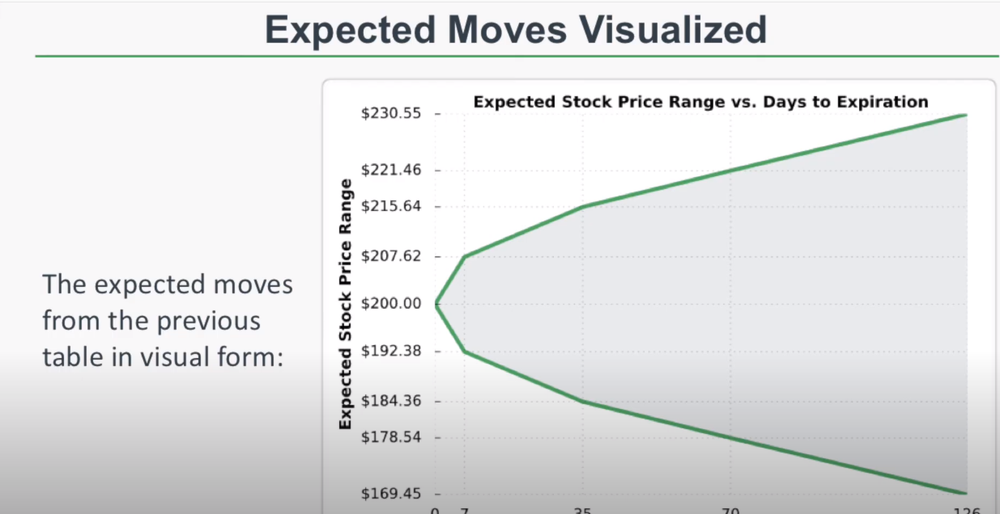 Expected Moves Visualized
The expected moves
from the previous
table in visual form:
Expected Stock Price Range vs. Days to Expiration
Expected Stock Price Range
$230.55
$221.46
$215.64
$207.62
$200.00
$192.38
$184.36
$178.54
$169.45
0 7 35 70 126